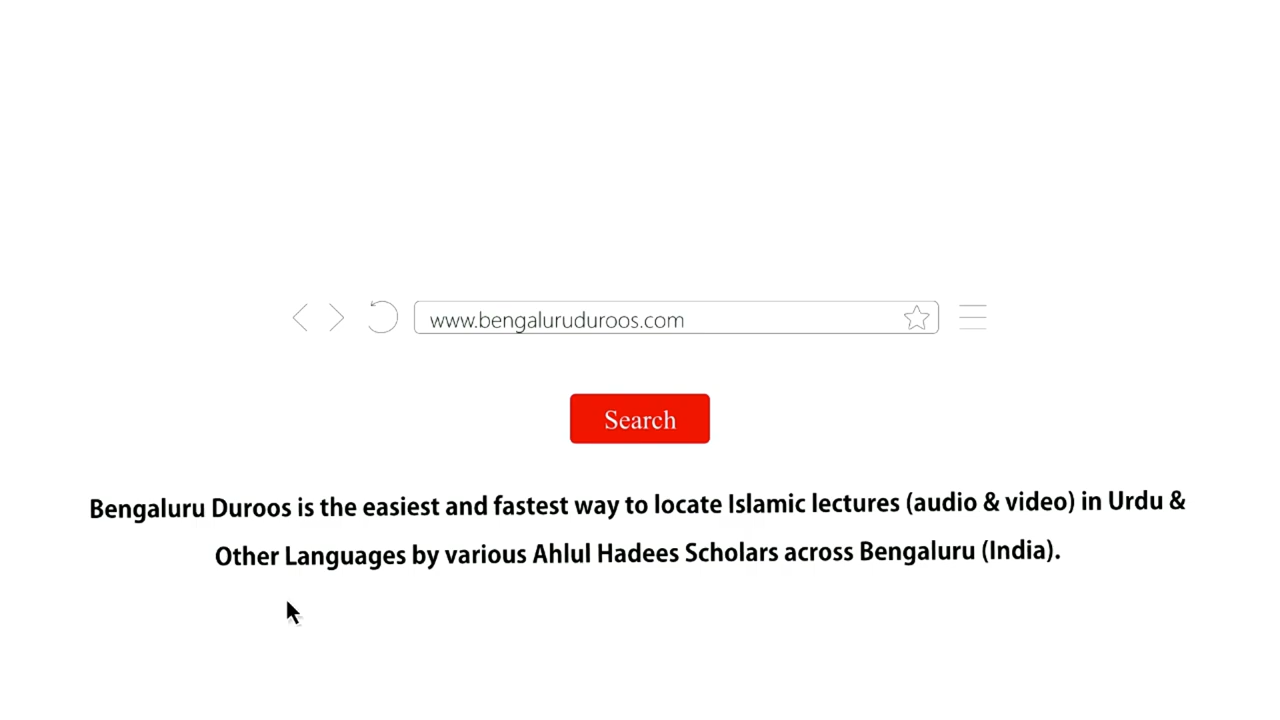 www.bengaluruduroos.com
Search
Bengaluru Duroos is the easiest and fastest way to locate Islamic lectures (audio & video) in Urdu &
Other Languages by various Ahlul Hadees Scholars across Bengaluru (India).